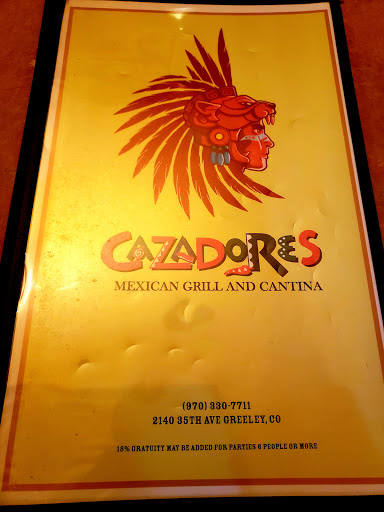 CAZADORES
MEXICAN GRILL AND CANTINA
(970) 330-7711
2140 35TH AVE GREELEY, CO
18% GRATUITY MAY BE ADDED FOR PARTIES 6 PEOPLE OR MORE